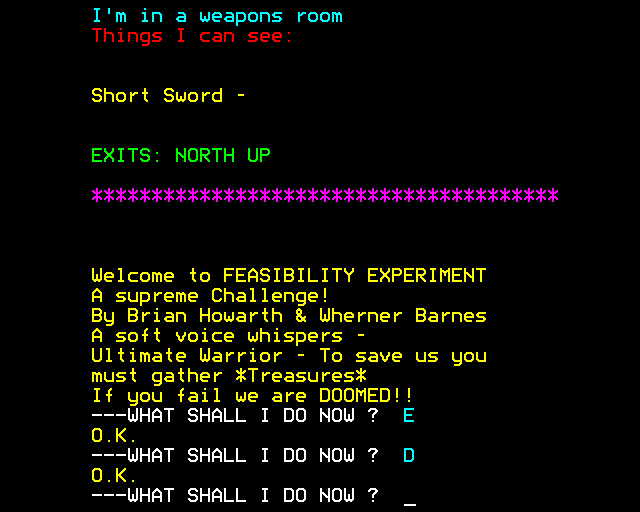 I'm in a weapons room
Things I can see:
Short Sword -
EXITS: NORTH UP
***************************************
Welcome to FEASIBILITY EXPERIMENT
A supreme Challenge!
By Brian Howarth & Wherner Barnes
A soft voice whispers -
Ultimate Warrior - To save us you
must gather *Treasures*
If you fail we are DOOMED!!
---WHAT SHALL I DO NOW ?  E
O.K.
---WHAT SHALL I DO NOW ?  D
O.K.
---WHAT SHALL I DO NOW ?  _